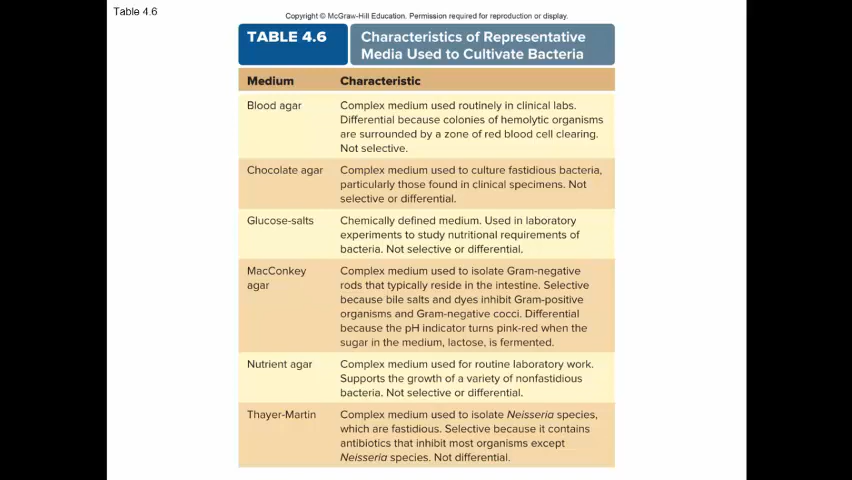 Table 4.6
Copyright © McGraw-Hill Education. Permission required for reproduction or display.
TABLE 4.6
Characteristics of Representative
Media Used to Cultivate Bacteria
Medium Characteristic
Blood agar Complex medium used routinely in clinical labs.
Differential because colonies of hemolytic organisms
are surrounded by a zone of red blood cell clearing.
Not selective.
Chocolate agar Complex medium used to culture fastidious bacteria,
particularly those found in clinical specimens. Not
selective or differential.
Glucose-salts Chemically defined medium. Used in laboratory
experiments to study nutritional requirements of
bacteria. Not selective or differential.
MacConkey Complex medium used to isolate Gram-negative
agar rods that typically reside in the intestine. Selective
because bile salts and dyes inhibit Gram-positive
organisms and Gram-negative cocci. Differential
because the pH indicator turns pink-red when the
sugar in the medium, lactose, is fermented.
Nutrient agar Complex medium used for routine laboratory work.
Supports the growth of a variety of nonfastidious
bacteria. Not selective or differential.
Thayer-Martin Complex medium used to isolate Neisseria species,
which are fastidious. Selective because it contains
antibiotics that inhibit most organisms except
Neisseria species. Not differential.